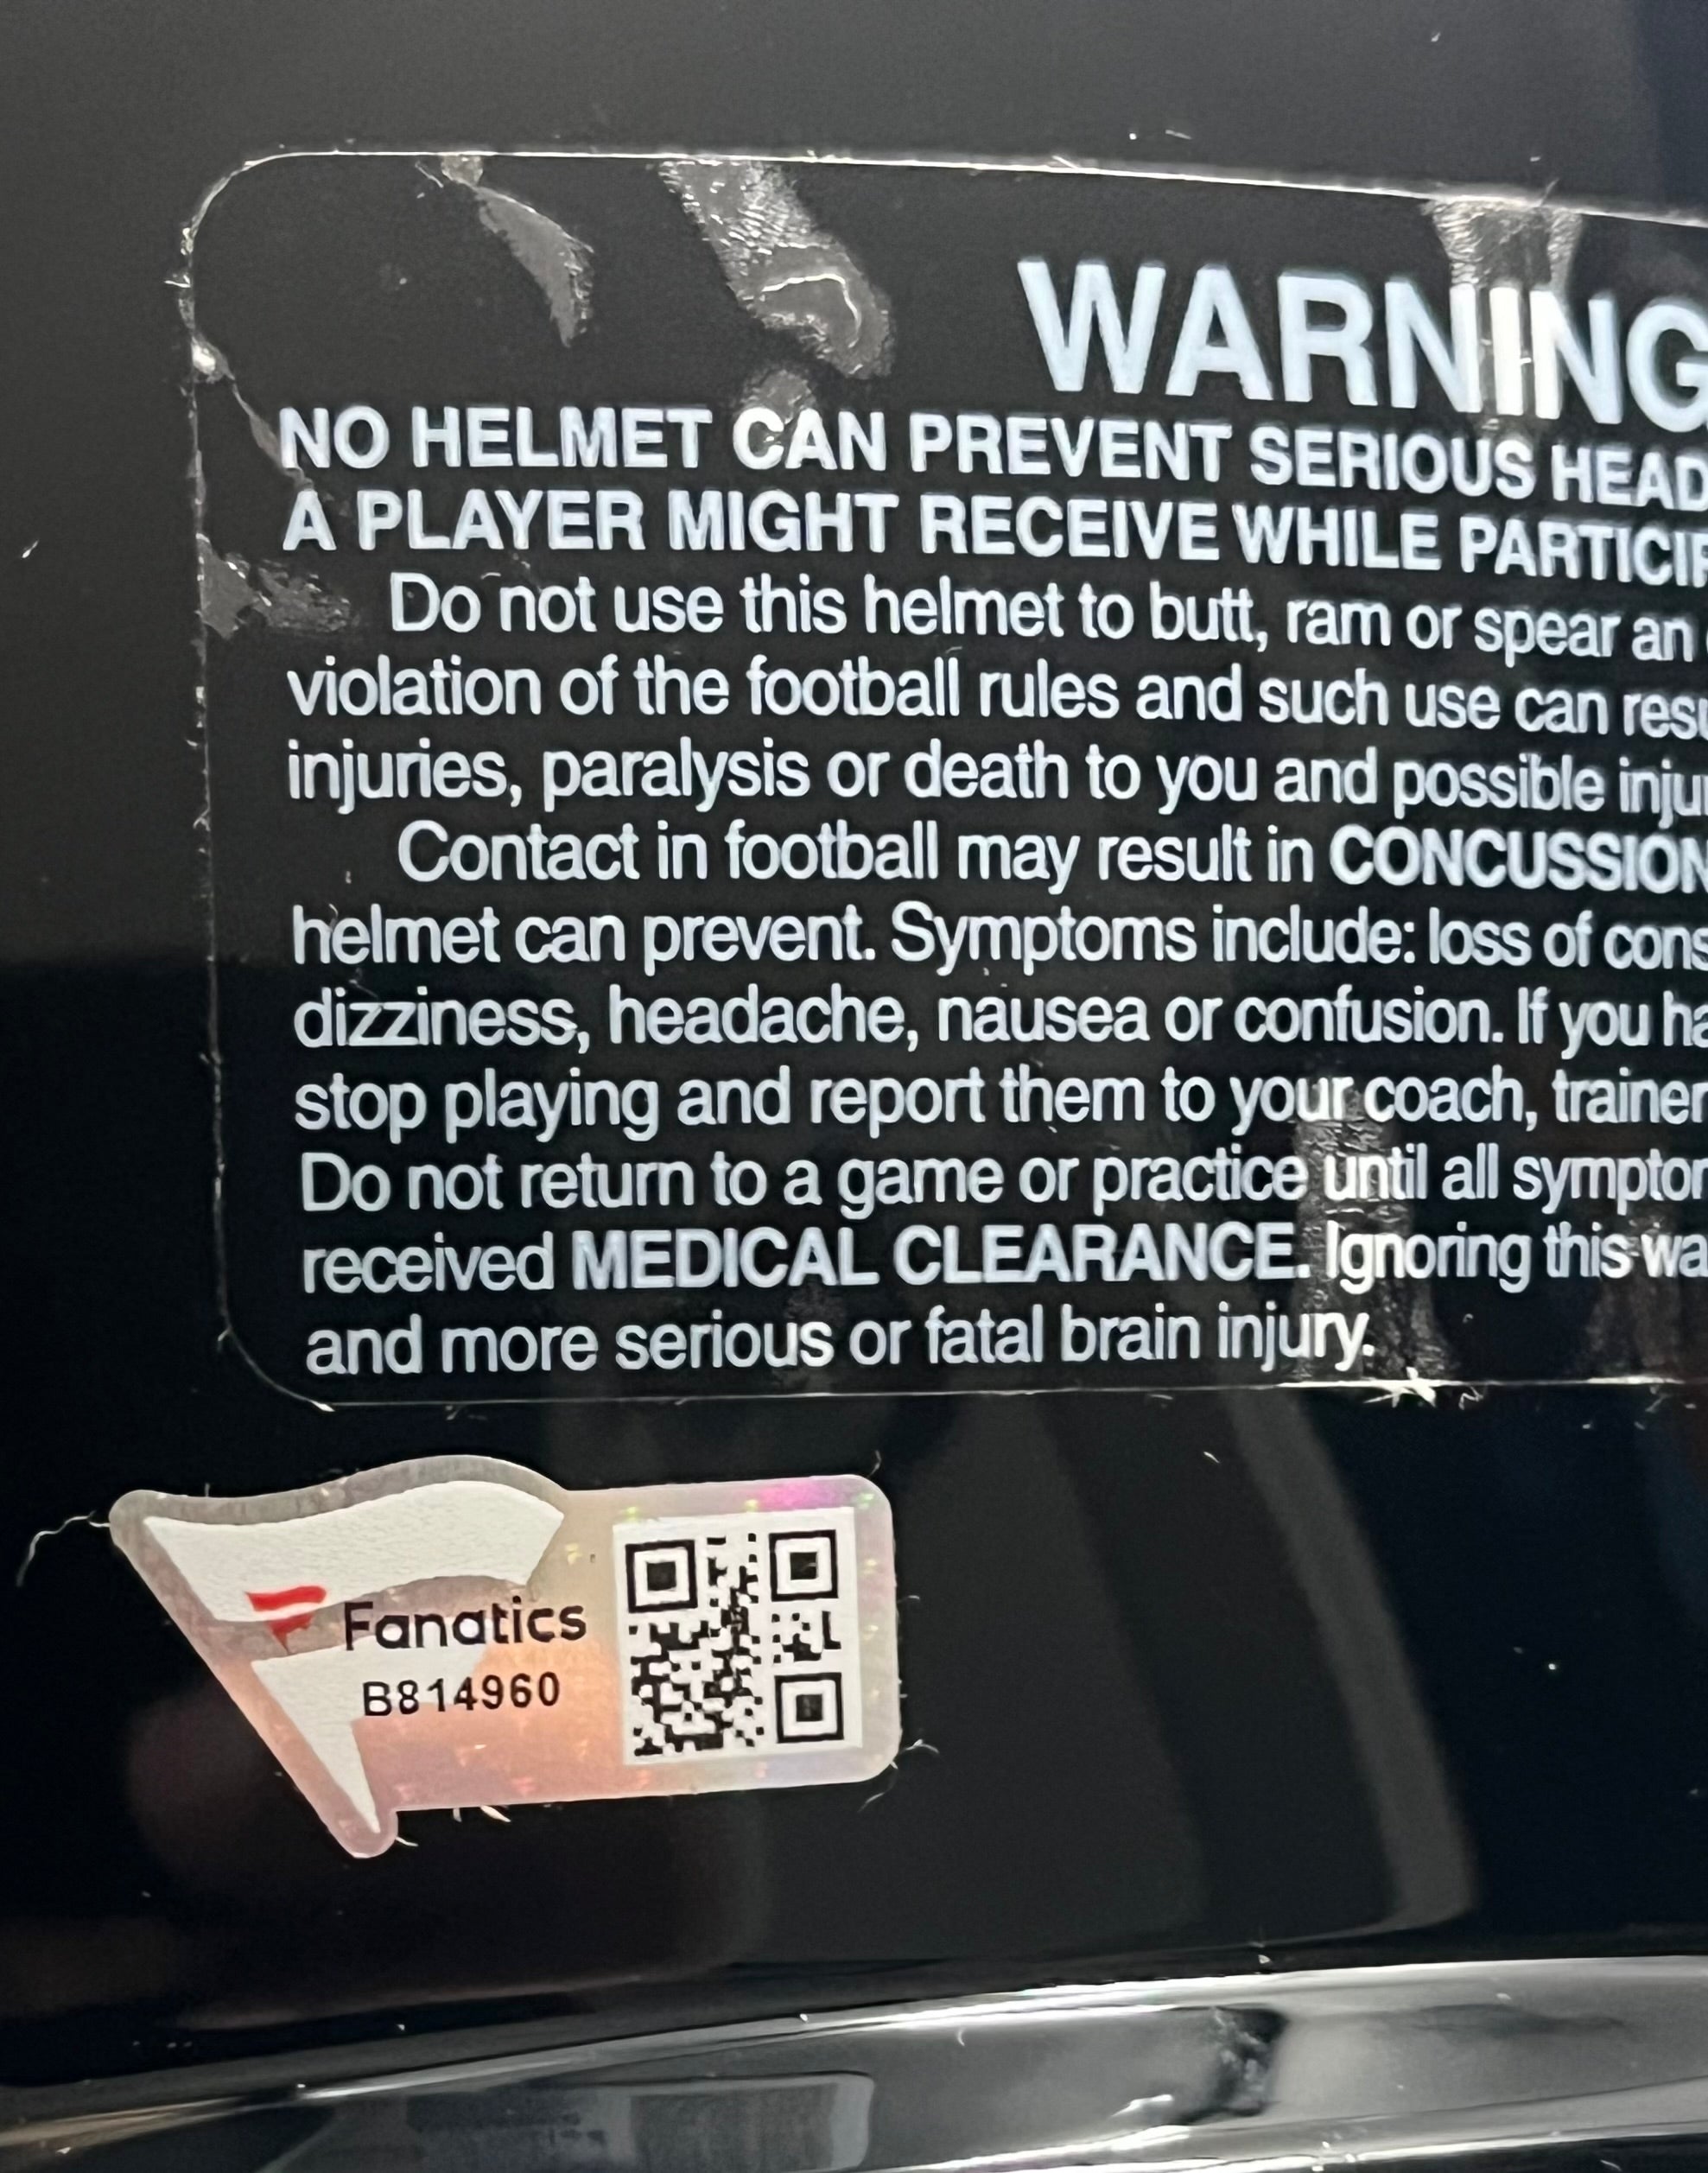 WARNING
NO HELMET CAN PREVENT SERIOUS HEAD
A PLAYER MIGHT RECEIVE WHILE
Do not use this helmet to butt, ram or spear an
violation of the football rules and such use can
injuries, paralysis or death to you and possible
Contact in football may result in CONCUSSION
helmet can prevent. Symptoms include: loss of
dizziness, headache, nausea or confusion. If you
stop playing and report them to your coach, trainer
Do not return to a game or practice until all
received MEDICAL CLEARANCE. Ignoring this
and more serious or fatal brain injury.
Fanatics
B814960